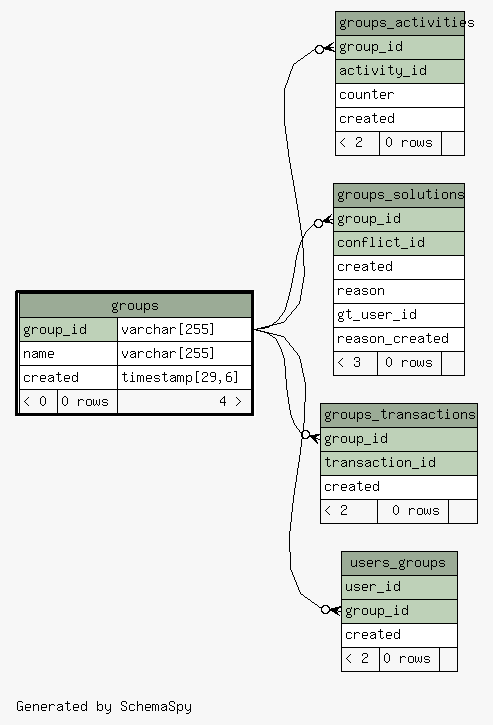 groups_activities
group_id
activity_id
counter
created
< 2 0 rows
groups_solutions
group_id
conflict_id
created
reason
gt_user_id
reason_created
< 3 0 rows
groups
group_id varchar[255]
name varchar[255]
created timestamp[29,6]
< 0 0 rows 4 >
groups_transactions
group_id
transaction_id
created
< 2 0 rows
users_groups
user_id
group_id
created
< 2 0 rows
Generated by SchemaSpy